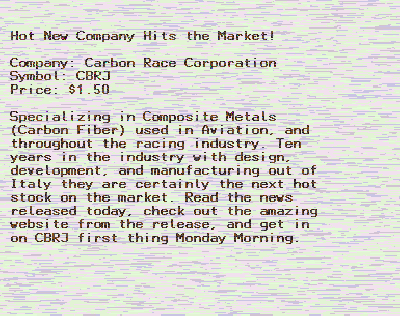 Hot New Company Hits the Market!
Company: Carbon Race Corporation
Symbol: CBRJ
Price: $1.50
Specializing in Composite Metals
(Carbon Fiber) used in Aviation, and
throughout the racing industry. Ten
years in the industry with design,
development, and manufacturing out of
Italy they are certainly the next hot
stock on the market. Read the news
released today, check out the amazing
website from the release, and get in
on CBRJ first thing Monday Morning.